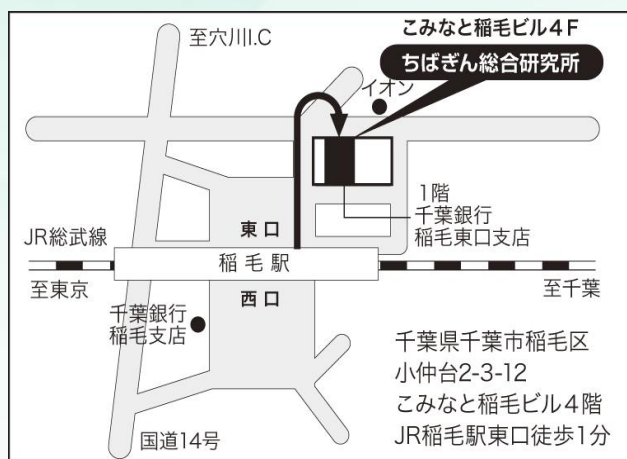 こみなと稲毛ビル4F
ちばぎん総合研究所
至穴川I.C
イオン
1階
千葉銀行
稲毛東口支店
東口
JR総武線
稲毛駅
至東京
西口
至千葉
千葉銀行
稲毛支店
国道14号
千葉県千葉市稲毛区
小仲台2-3-12
こみなと稲毛ビル4階
JR稲毛駅東口徒歩1分